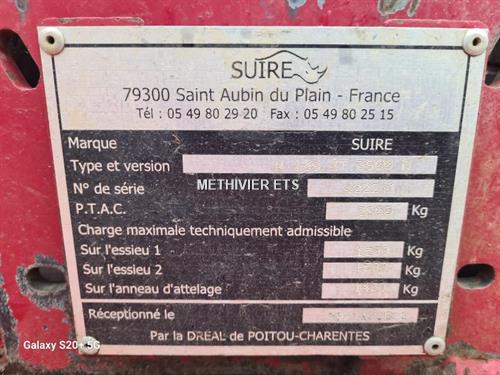 SUIRE
79300 Saint Aubin du Plain - France
Tél : 05 49 80 29 20 Fax : 05 49 80 25 15
Marque SUIRE
Type et version
METHIVIER ETS
N° de série
P.T.A.C. Kg
Charge maximale techniquement admissible
Sur l'essieu 1 Kg
Sur l'essieu 2 Kg
Sur l'anneau d'attelage Kg
Réceptionné le
Par la DREAL de POITOU-CHARENTES
Galaxy S20+ 5G